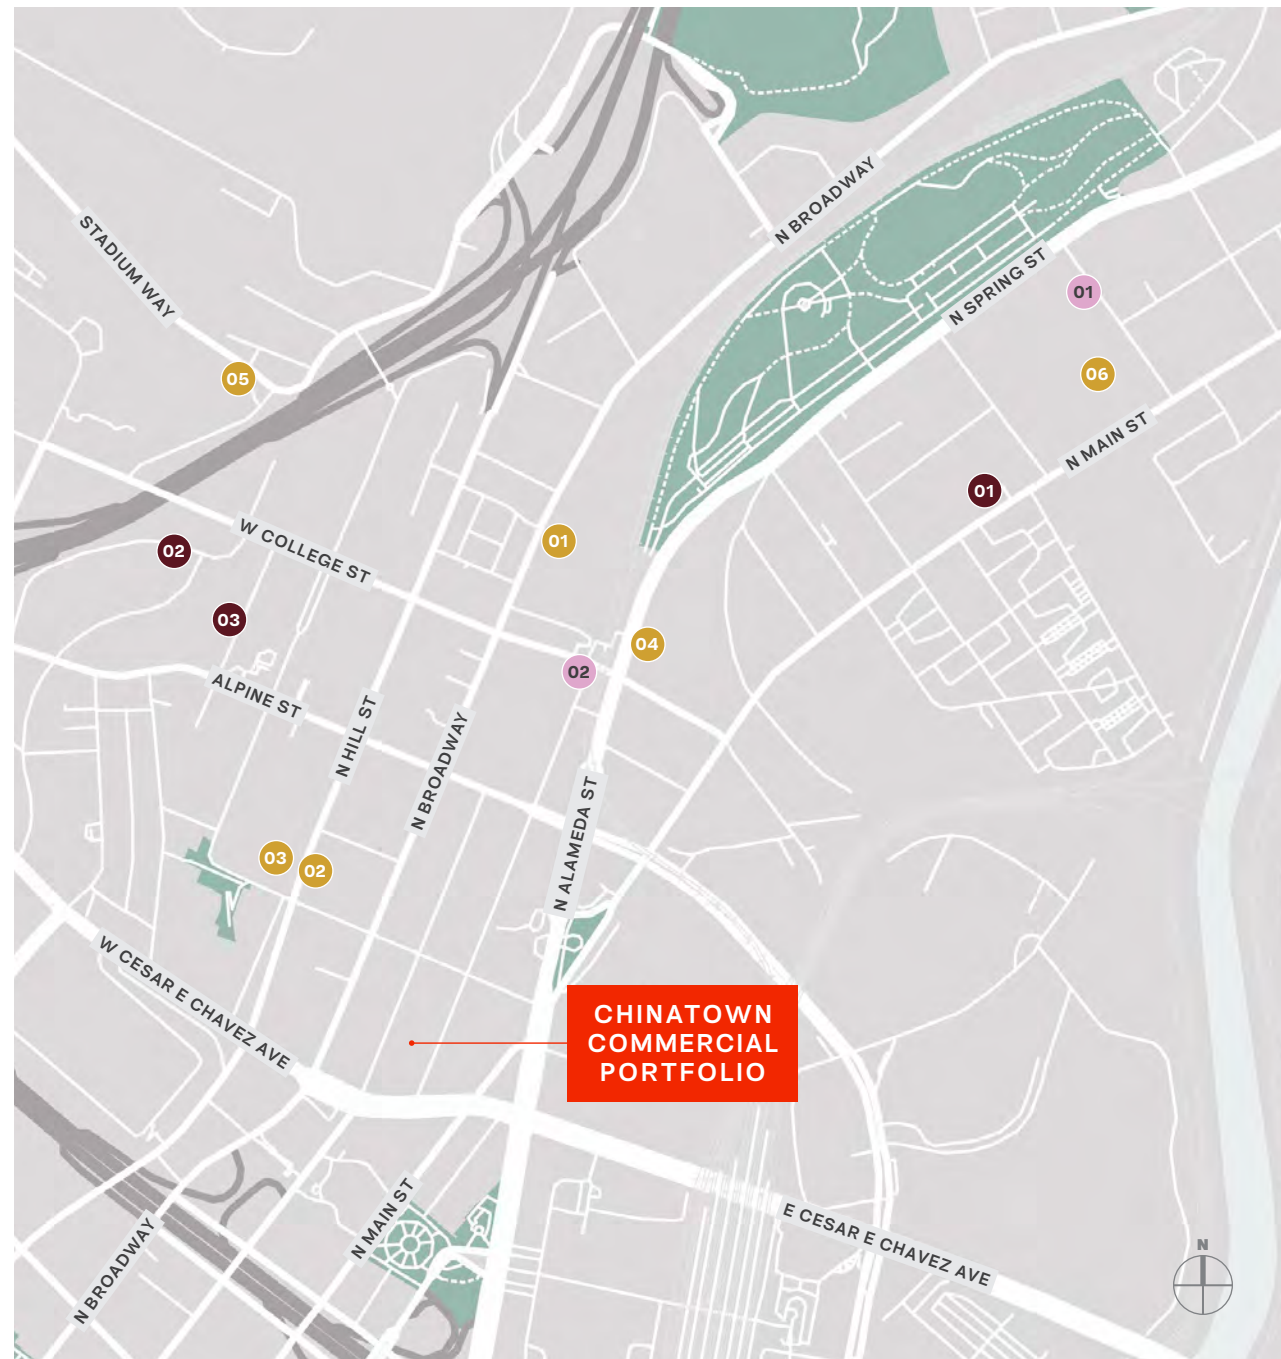 N BROADWAY
STADIUM WAY
N SPRING ST
01
05
06
N MAIN ST
01
W COLLEGE ST
01
02
03
04
02
ALPINE ST
N HILL ST
N BROADWAY
N ALAMEDA ST
03
02
W CESAR E CHAVEZ AVE
CHINATOWN
COMMERCIAL
PORTFOLIO
N MAIN ST
E CESAR E CHAVEZ AVE
N BROADWAY
N